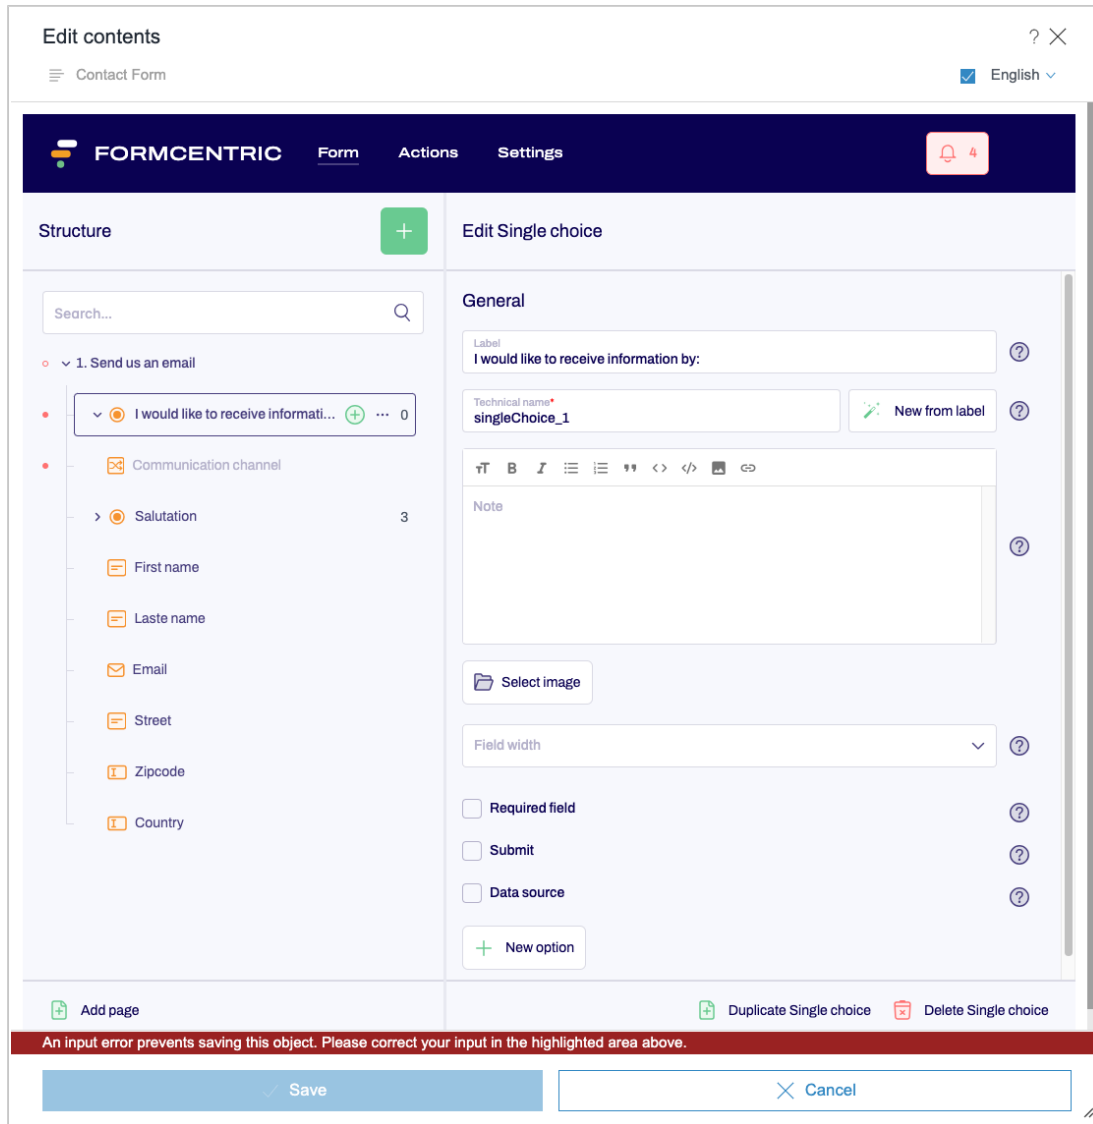 Edit contents
?
Contact Form
English
FORMCENTRIC Form Actions Settings 4
Structure
Edit Single choice
Search...
1. Send us an email
I would like to receive informati... 0
Communication channel
Salutation 3
First name
Laste name
Email
Street
Zipcode
Country
General
Label
I would like to receive information by:
Technical name*
singleChoice_1
New from label
Note
Select image
Field width
Required field
Submit
Data source
New option
Add page
Duplicate Single choice
Delete Single choice
An input error prevents saving this object. Please correct your input in the highlighted area above.
Save
Cancel